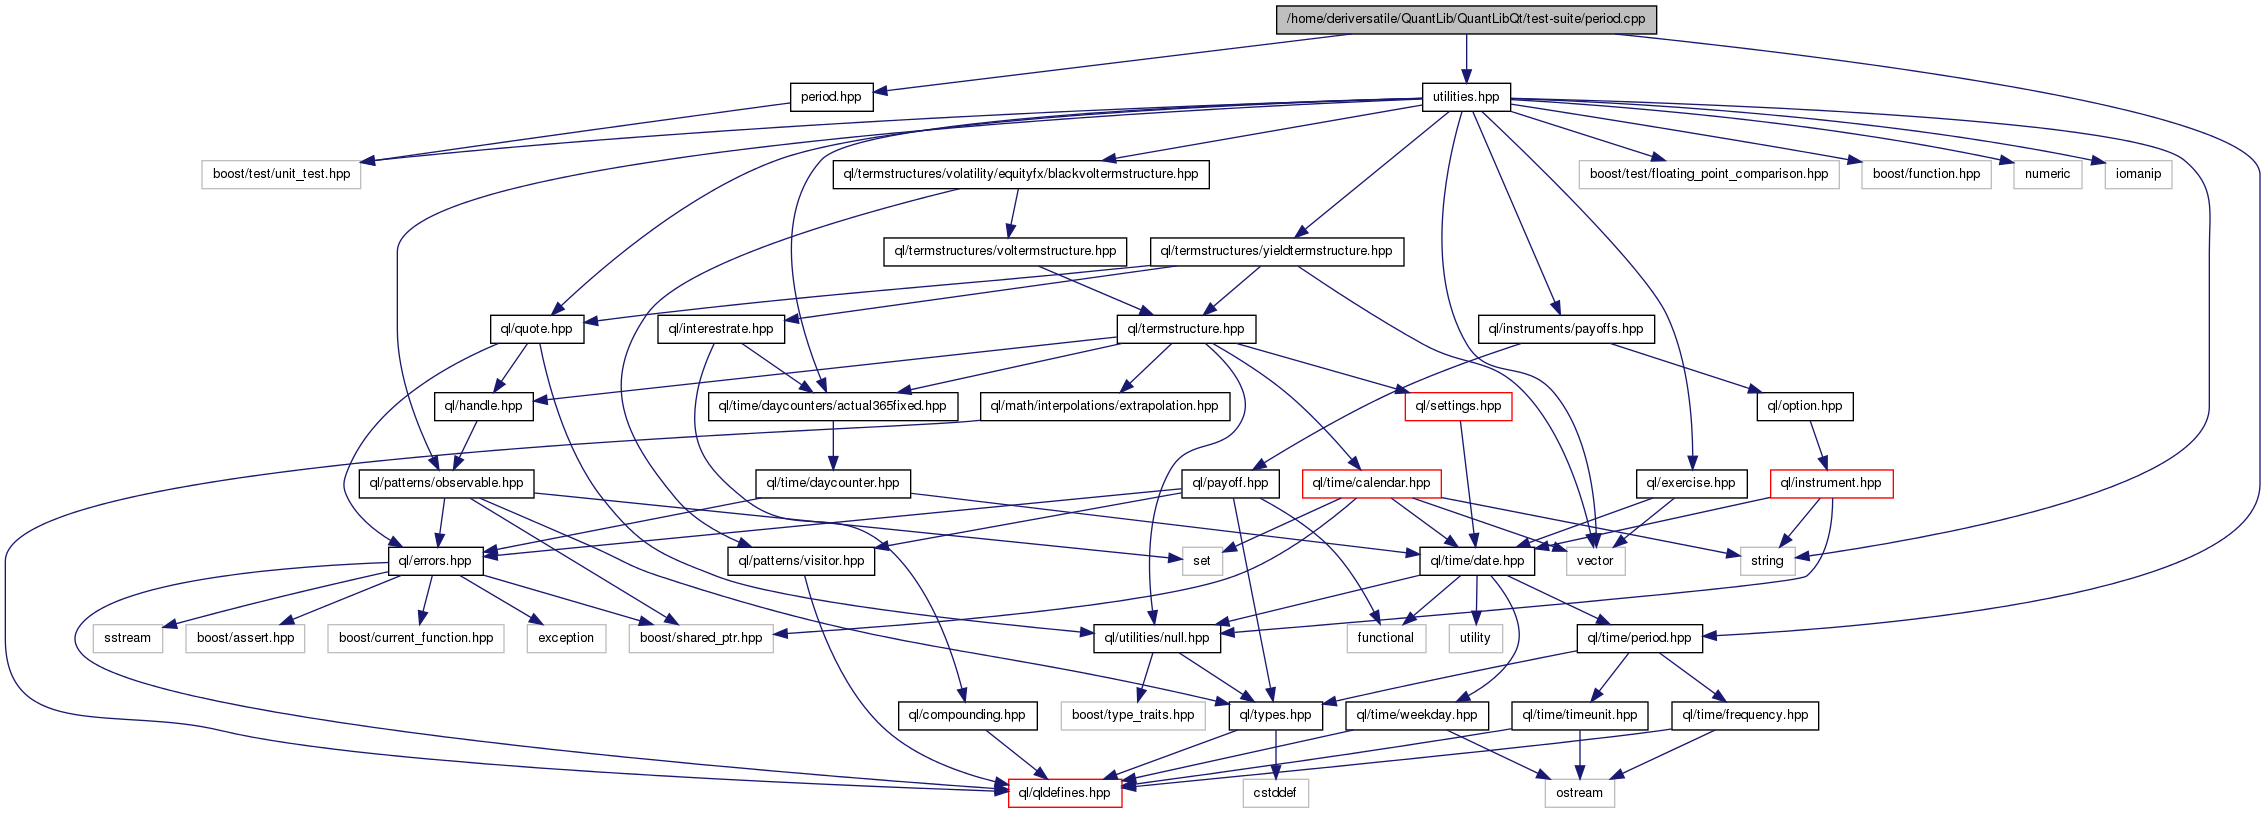 /home/deriversatile/QuantLib/QuantLibQt/test-suite/period.cpp
period.hpp
utilities.hpp
boost/test/unit_test.hpp
ql/termstructures/volatility/equityfx/blackvoltermstructure.hpp
boost/test/floating_point_comparison.hpp
boost/function.hpp
numeric
iomanip
ql/termstructures/voltermstructure.hpp
ql/termstructures/yieldtermstructure.hpp
ql/quote.hpp
ql/interestrate.hpp
ql/termstructure.hpp
ql/instruments/payoffs.hpp
ql/handle.hpp
ql/time/daycounters/actual365fixed.hpp
ql/math/interpolations/extrapolation.hpp
ql/settings.hpp
ql/option.hpp
ql/patterns/observable.hpp
ql/time/daycounter.hpp
ql/payoff.hpp
ql/time/calendar.hpp
ql/exercise.hpp
ql/instrument.hpp
ql/errors.hpp
ql/patterns/visitor.hpp
set
ql/time/date.hpp
vector
string
sstream
boost/assert.hpp
boost/current_function.hpp
exception
boost/shared_ptr.hpp
ql/utilities/null.hpp
functional
utility
ql/time/period.hpp
ql/compounding.hpp
boost/type_traits.hpp
ql/types.hpp
ql/time/weekday.hpp
ql/time/timeunit.hpp
ql/time/frequency.hpp
ql/qldefines.hpp
cstddef
ostream